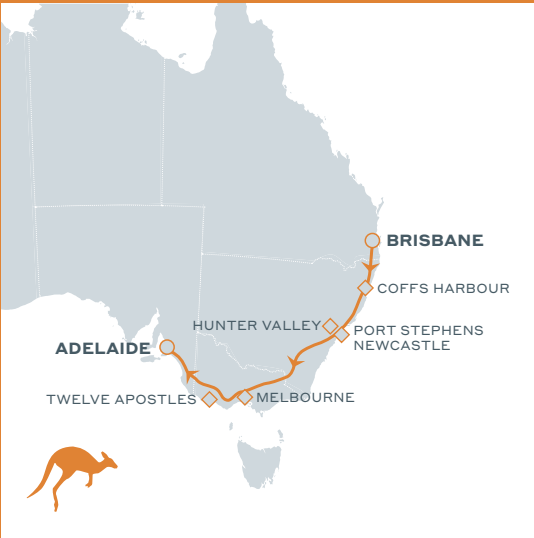 BRISBANE
COFFS HARBOUR
HUNTER VALLEY
PORT STEPHENS
NEWCASTLE
ADELAIDE
TWELVE APOSTLES
MELBOURNE